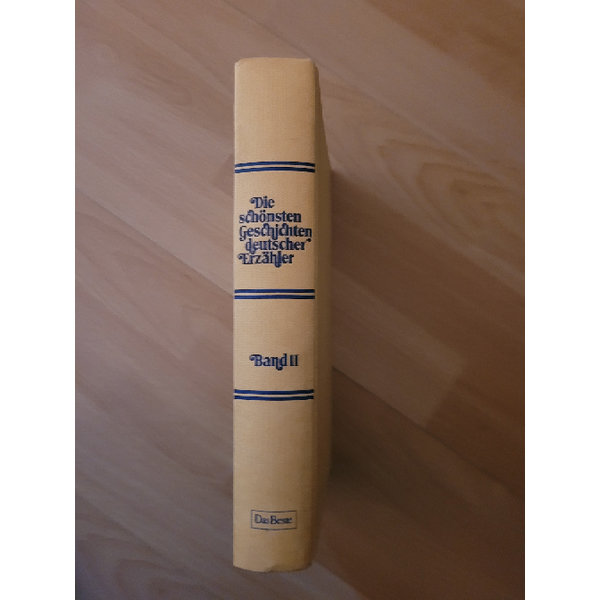 Die
schönsten
Geschichten
deutscher
Erzähler
Band II
Das Beste